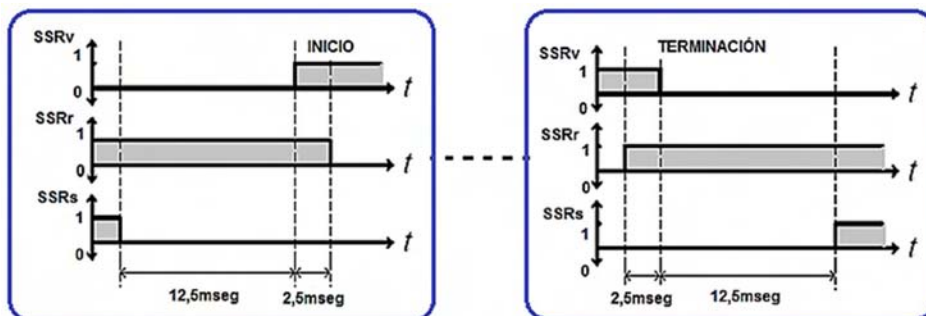 SSRv
1
0
INICIO
t
SSRr
1
0
t
SSRs
1
0
t
12,5mseg
2,5mseg
SSRv
1
0
TERMINACIÓN
t
SSRr
1
0
t
SSRs
1
0
t
2,5mseg
12,5mseg